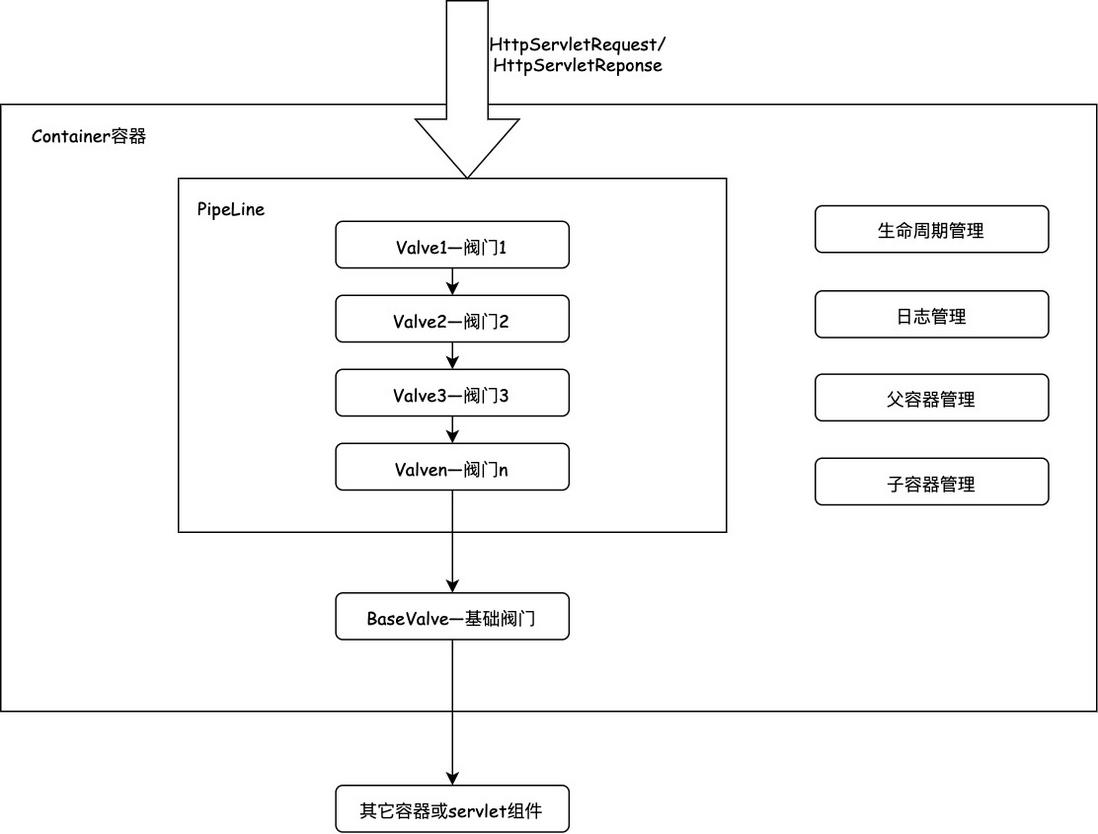 HttpServletRequest/
HttpServletReponse
Container容器
PipeLine
Valve1—阀门1
Valve2—阀门2
Valve3—阀门3
Valven—阀门n
BaseValve—基础阀门
其它容器或servlet组件
生命周期管理
日志管理
父容器管理
子容器管理